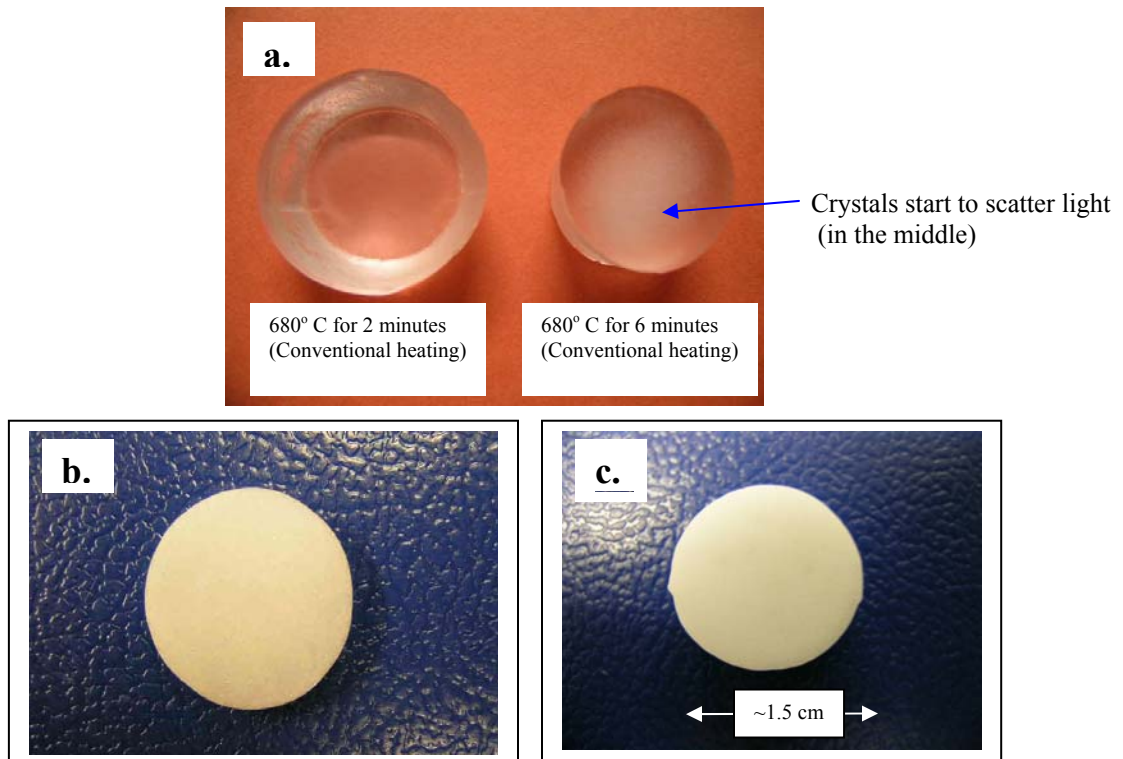 a.
Crystals start to scatter light
(in the middle)
680° C for 2 minutes
(Conventional heating)
680° C for 6 minutes
(Conventional heating)
b.
c.
~1.5 cm